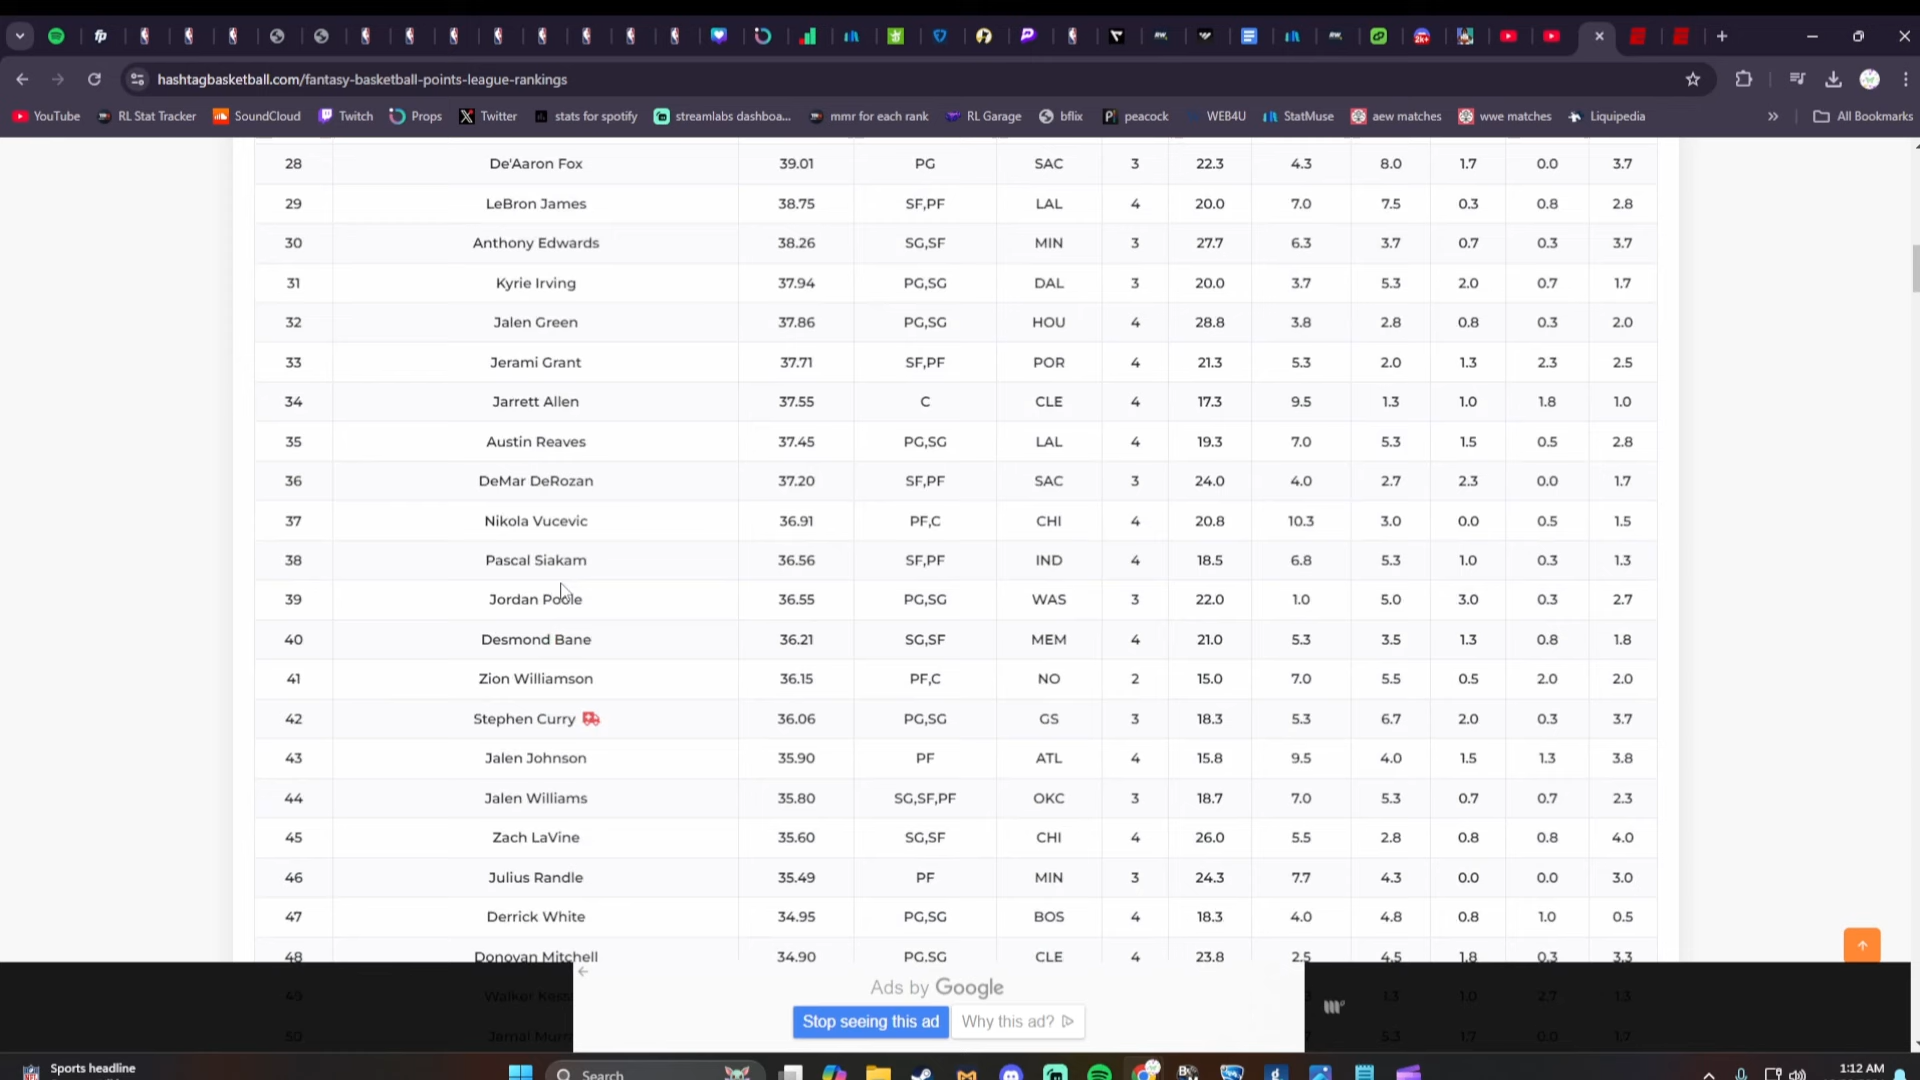 hashtagbasketball.com/fantasy-basketball-points-league-rankings
YouTube RL Stat Tracker SoundCloud Twitch Props Twitter stats for spotify streamlabs dashboa... mmr for each rank RL Garage bflix peacock WEB4U StatMuse aew matches wwe matches Liquipedia » All Bookmarks
28 De'Aaron Fox 39.01 PG SAC 3 22.3 4.3 8.0 1.7 0.0 3.7
29 LeBron James 38.75 SF,PF LAL 4 20.0 7.0 7.5 0.3 0.8 2.8
30 Anthony Edwards 38.26 SG,SF MIN 3 27.7 6.3 3.7 0.7 0.3 3.7
31 Kyrie Irving 37.94 PG,SG DAL 3 20.0 3.7 5.3 2.0 0.7 1.7
32 Jalen Green 37.86 PG,SG HOU 4 28.8 3.8 2.8 0.8 0.3 2.0
33 Jerami Grant 37.71 SF,PF POR 4 21.3 5.3 2.0 1.3 2.3 2.5
34 Jarrett Allen 37.55 C CLE 4 17.3 9.5 1.3 1.0 1.8 1.0
35 Austin Reaves 37.45 PG,SG LAL 4 19.3 7.0 5.3 1.5 0.5 2.8
36 DeMar DeRozan 37.20 SF,PF SAC 3 24.0 4.0 2.7 2.3 0.0 1.7
37 Nikola Vucevic 36.91 PF,C CHI 4 20.8 10.3 3.0 0.0 0.5 1.5
38 Pascal Siakam 36.56 SF,PF IND 4 18.5 6.8 5.3 1.0 0.3 1.3
39 Jordan Poole 36.55 PG,SG WAS 3 22.0 1.0 5.0 3.0 0.3 2.7
40 Desmond Bane 36.21 SG,SF MEM 4 21.0 5.3 3.5 1.3 0.8 1.8
41 Zion Williamson 36.15 PF,C NO 2 15.0 7.0 5.5 0.5 2.0 2.0
42 Stephen Curry 36.06 PG,SG GS 3 18.3 5.3 6.7 2.0 0.3 3.7
43 Jalen Johnson 35.90 PF ATL 4 15.8 9.5 4.0 1.5 1.3 3.8
44 Jalen Williams 35.80 SG,SF,PF OKC 3 18.7 7.0 5.3 0.7 0.7 2.3
45 Zach LaVine 35.60 SG,SF CHI 4 26.0 5.5 2.8 0.8 0.8 4.0
46 Julius Randle 35.49 PF MIN 3 24.3 7.7 4.3 0.0 0.0 3.0
47 Derrick White 34.95 PG,SG BOS 4 18.3 4.0 4.8 0.8 1.0 0.5
48 Donovan Mitchell 34.90 PG,SG CLE 4 23.8 2.5 4.5 1.8 0.3 3.3
49 Walker 1.3 1.0 2.7 1.3
50 Jamal 5.3 1.7 0.0 1.7
Ads by Google
Stop seeing this ad Why this ad?
Sports headline
Search
1:12 AM